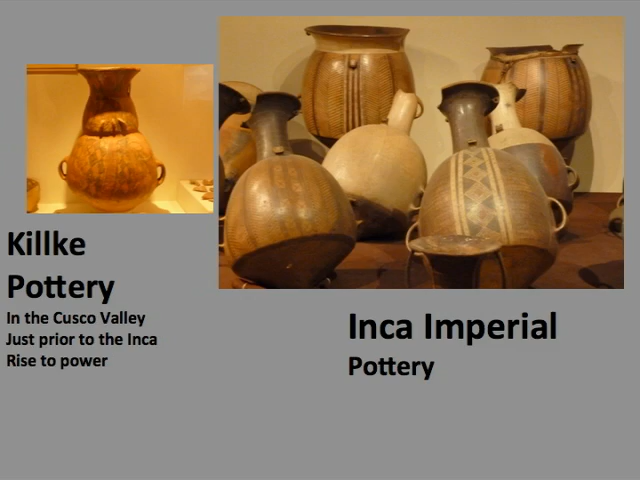 Killke
Pottery
In the Cusco Valley
Just prior to the Inca
Rise to power
Inca Imperial
Pottery